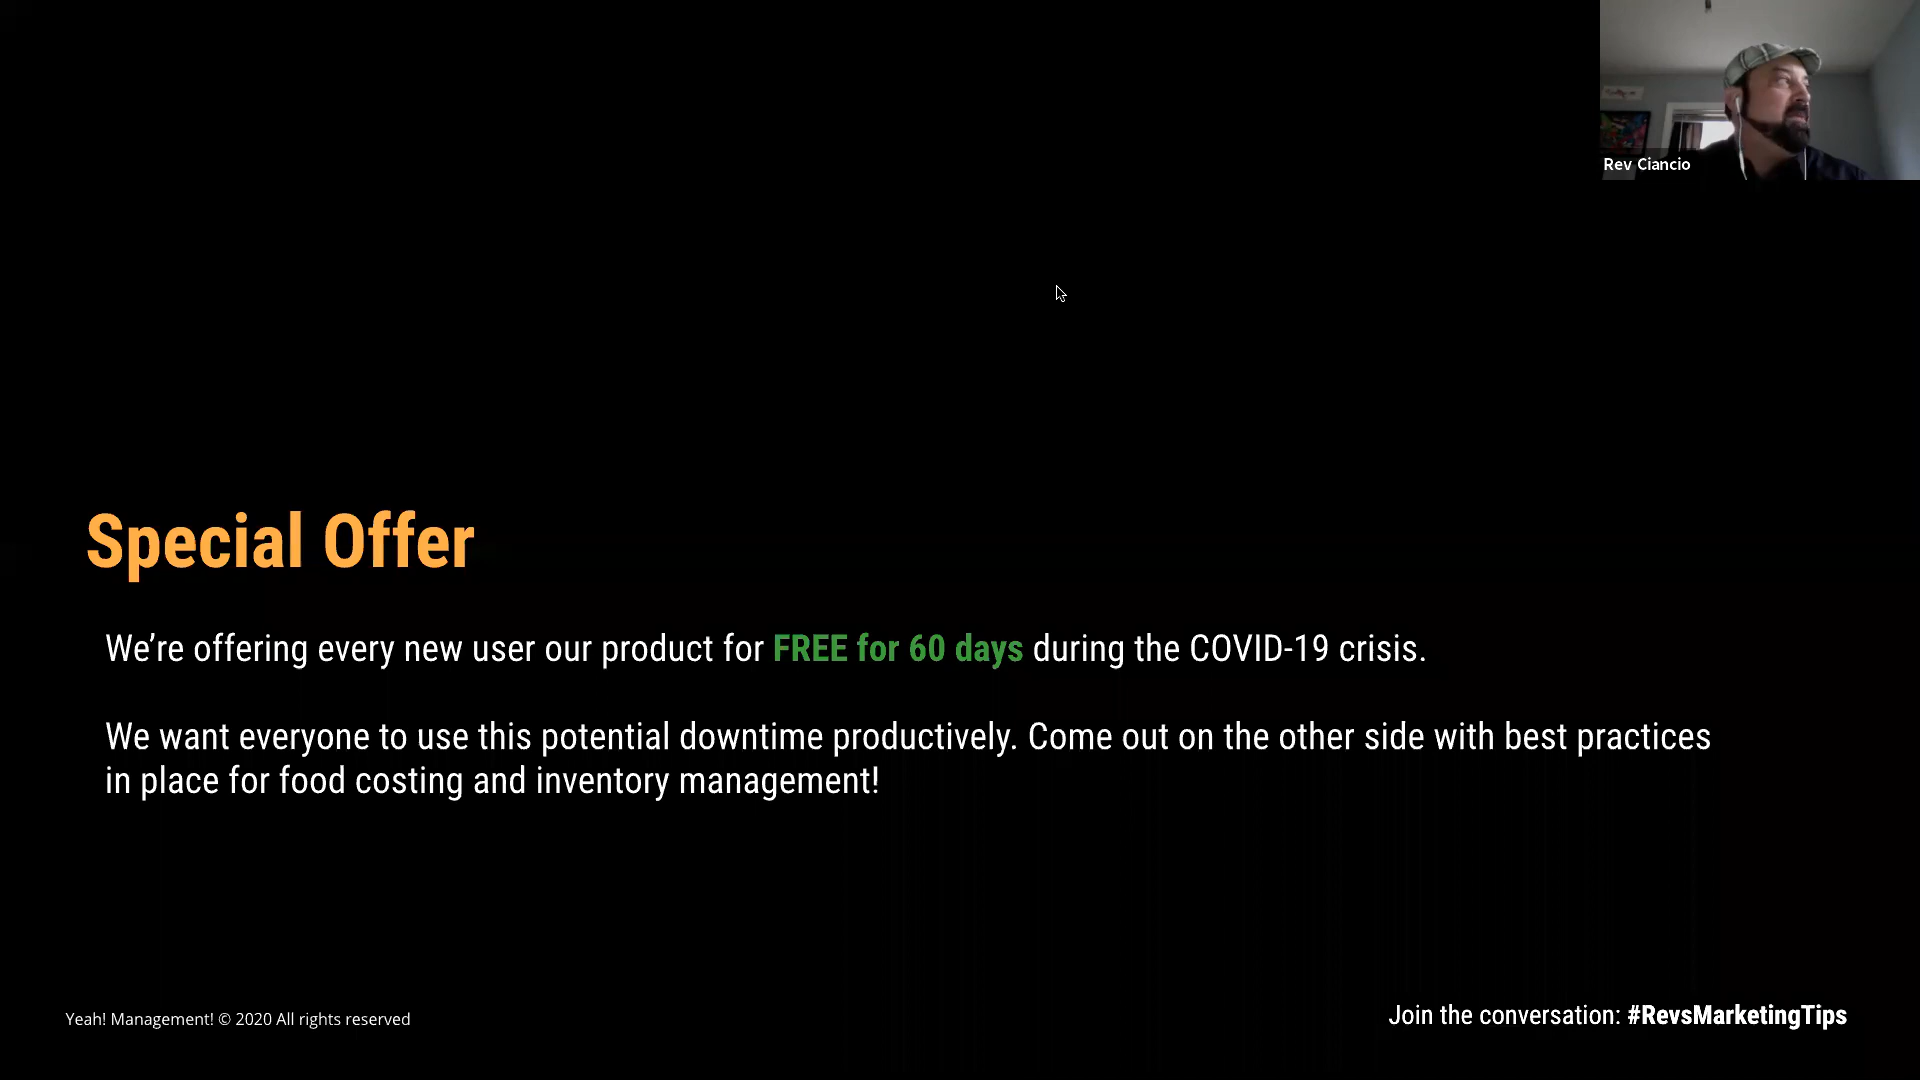 Rev Ciancio
Special Offer
We’re offering every new user our product for FREE for 60 days during the COVID-19 crisis.
We want everyone to use this potential downtime productively. Come out on the other side with best practices
in place for food costing and inventory management!
Yeah! Management! © 2020 All rights reserved
Join the conversation: #RevsMarketingTips